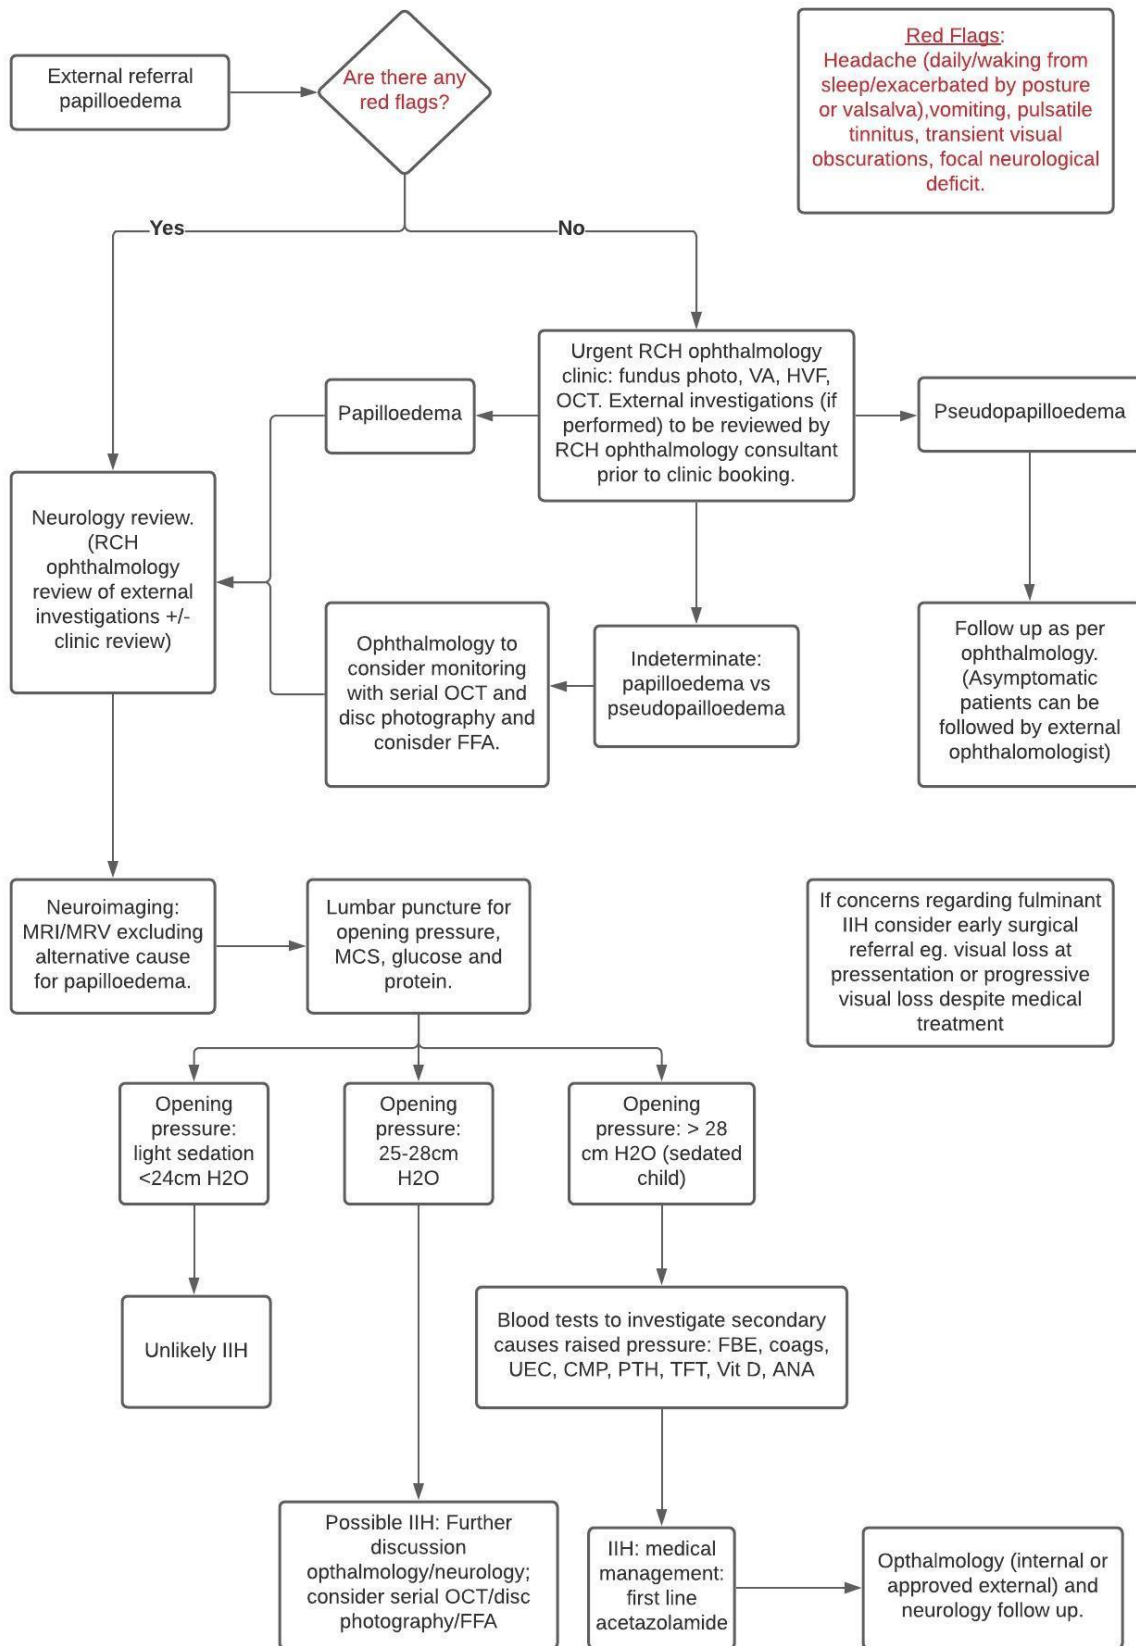 External referral
papilloedema
Are there any
red flags?
Red Flags:
Headache (daily/waking from
sleep/exacerbated by posture
or valsalva),vomiting, pulsatile
tinnitus, transient visual
obscurations, focal neurological
deficit.
Yes
No
Urgent RCH ophthalmology
clinic: fundus photo, VA, HVF,
OCT. External investigations (if
performed) to be reviewed by
RCH ophthalmology consultant
prior to clinic booking.
Papilloedema
Pseudopapilloedema
Neurology review.
(RCH
ophthalmology
review of external
investigations +/-
clinic review)
Ophthalmology to
consider monitoring
with serial OCT and
disc photography and
conisder FFA.
Indeterminate:
papilloedema vs
pseudopailloedema
Follow up as per
ophthalmology.
(Asymptomatic
patients can be
followed by external
ophthalomologist)
Neuroimaging:
MRI/MRV excluding
alternative cause
for papilloedema.
Lumbar puncture for
opening pressure,
MCS, glucose and
protein.
If concerns regarding fulminant
IIH consider early surgical
referral eg. visual loss at
pressentation or progressive
visual loss despite medical
treatment
Opening
pressure:
light sedation
<24cm H2O
Opening
pressure:
25-28cm
H2O
Opening
pressure: > 28
cm H2O (sedated
child)
Unlikely IIH
Blood tests to investigate secondary
causes raised pressure: FBE, coags,
UEC, CMP, PTH, TFT, Vit D, ANA
Possible IIH: Further
discussion
opthalmology/neurology;
consider serial OCT/disc
photography/FFA
IIH: medical
management:
first line
acetazolamide
Opthalmology (internal or
approved external) and
neurology follow up.